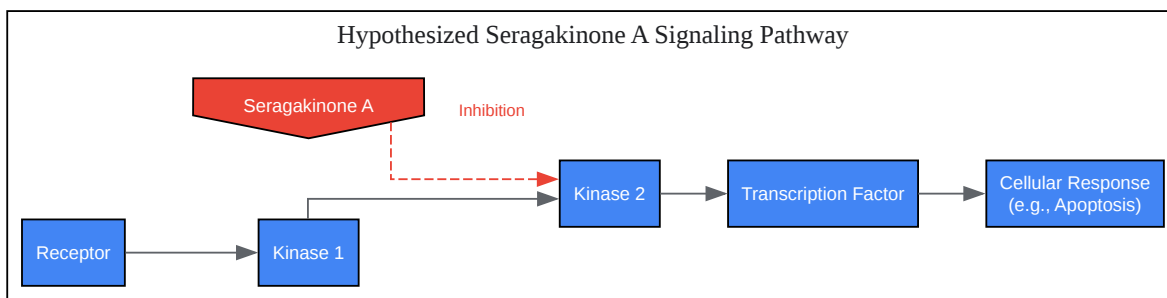 Hypothesized Seragakinone A Signaling Pathway
Seragakinone A
Inhibition
Receptor
Kinase 1
Kinase 2
Transcription Factor
Cellular Response
(e.g., Apoptosis)